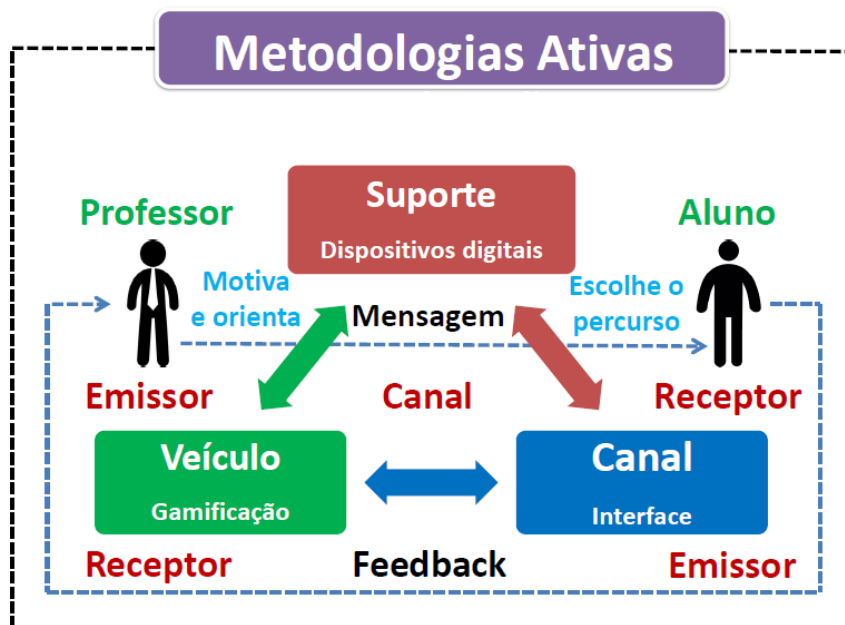 Metodologias Ativas
Professor
Suporte
Dispositivos digitais
Aluno
Motiva
e orienta
Mensagem
Escolhe o
percurso
Emissor
Canal
Receptor
Veículo
Gamificação
Canal
Interface
Receptor
Feedback
Emissor